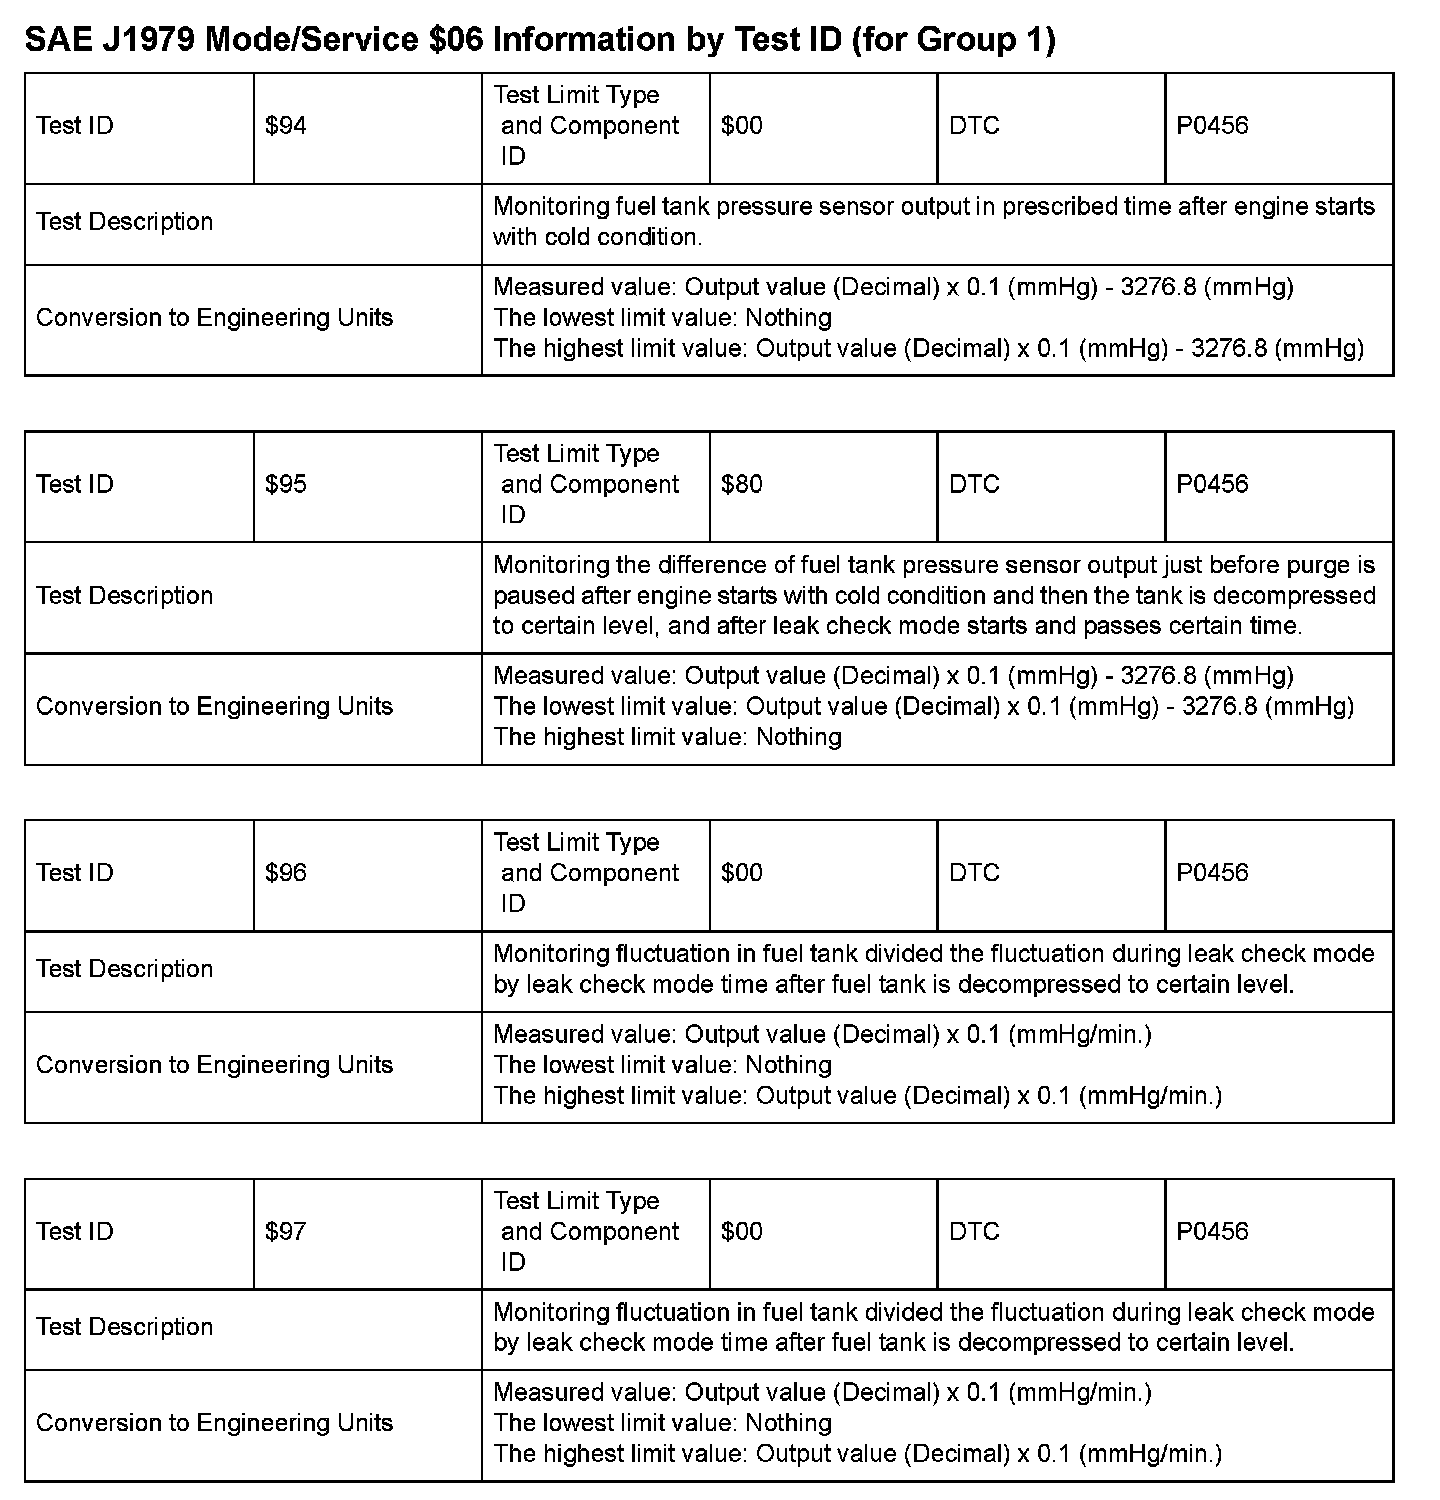 SAE J1979 Mode/Service $06 Information by Test ID (for Group 1)
Test ID
$94
Test Limit Type
and Component
ID
$00
DTC
P0456
Test Description
Monitoring fuel tank pressure sensor output in prescribed time after engine starts
with cold condition.
Conversion to Engineering Units
Measured value: Output value (Decimal) x 0.1 (mmHg) - 3276.8 (mmHg)
The lowest limit value: Nothing
The highest limit value: Output value (Decimal) x 0.1 (mmHg) - 3276.8 (mmHg)
Test ID
$95
Test Limit Type
and Component
ID
$80
DTC
P0456
Test Description
Monitoring the difference of fuel tank pressure sensor output just before purge is
paused after engine starts with cold condition and then the tank is decompressed
to certain level, and after leak check mode starts and passes certain time.
Conversion to Engineering Units
Measured value: Output value (Decimal) x 0.1 (mmHg) - 3276.8 (mmHg)
The lowest limit value: Output value (Decimal) x 0.1 (mmHg) - 3276.8 (mmHg)
The highest limit value: Nothing
Test ID
$96
Test Limit Type
and Component
ID
$00
DTC
P0456
Test Description
Monitoring fluctuation in fuel tank divided the fluctuation during leak check mode
by leak check mode time after fuel tank is decompressed to certain level.
Conversion to Engineering Units
Measured value: Output value (Decimal) x 0.1 (mmHg/min.)
The lowest limit value: Nothing
The highest limit value: Output value (Decimal) x 0.1 (mmHg/min.)
Test ID
$97
Test Limit Type
and Component
ID
$00
DTC
P0456
Test Description
Monitoring fluctuation in fuel tank divided the fluctuation during leak check mode
by leak check mode time after fuel tank is decompressed to certain level.
Conversion to Engineering Units
Measured value: Output value (Decimal) x 0.1 (mmHg/min.)
The lowest limit value: Nothing
The highest limit value: Output value (Decimal) x 0.1 (mmHg/min.)